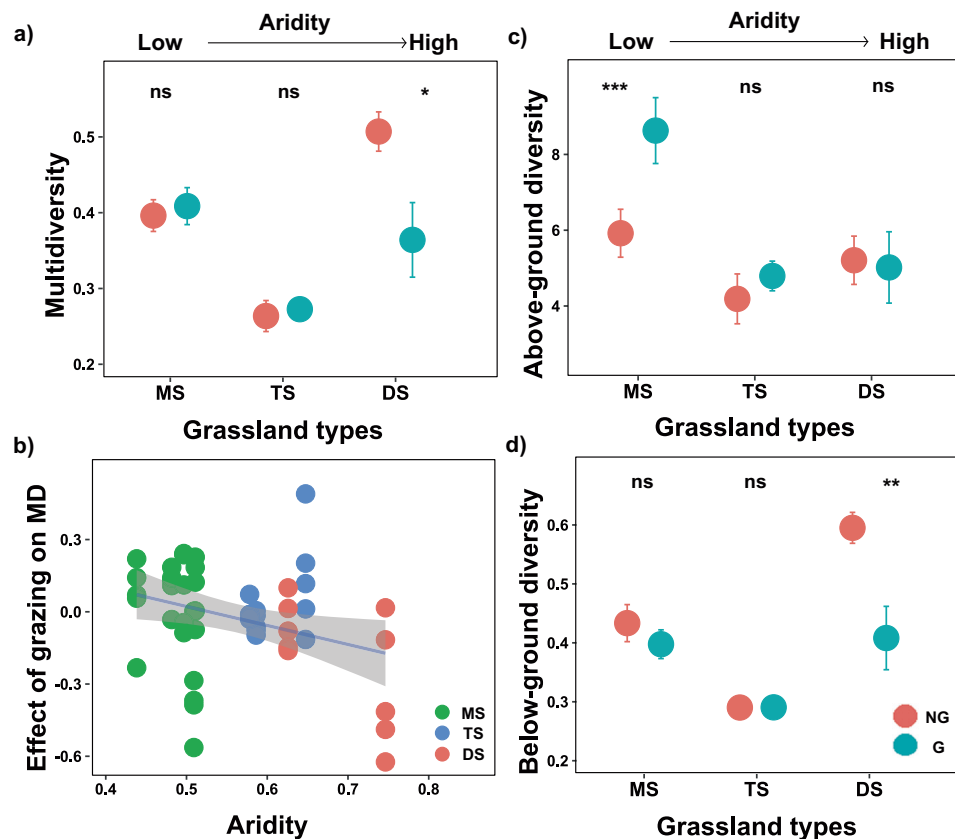 a)
Aridity
Low
High
ns
ns
*
0.5
0.4
0.3
0.2
Multidiversity
MS
TS
DS
Grassland types
c)
Aridity
Low
High
***
ns
ns
8
6
4
Above-ground diversity
MS
TS
DS
Grassland types
b)
0.3
0.0
-0.3
-0.6
Effect of grazing on MD
MS
TS
DS
0.4
0.5
0.6
0.7
0.8
Aridity
d)
ns
ns
**
0.6
0.5
0.4
0.3
0.2
Below-ground diversity
NG
G
MS
TS
DS
Grassland types